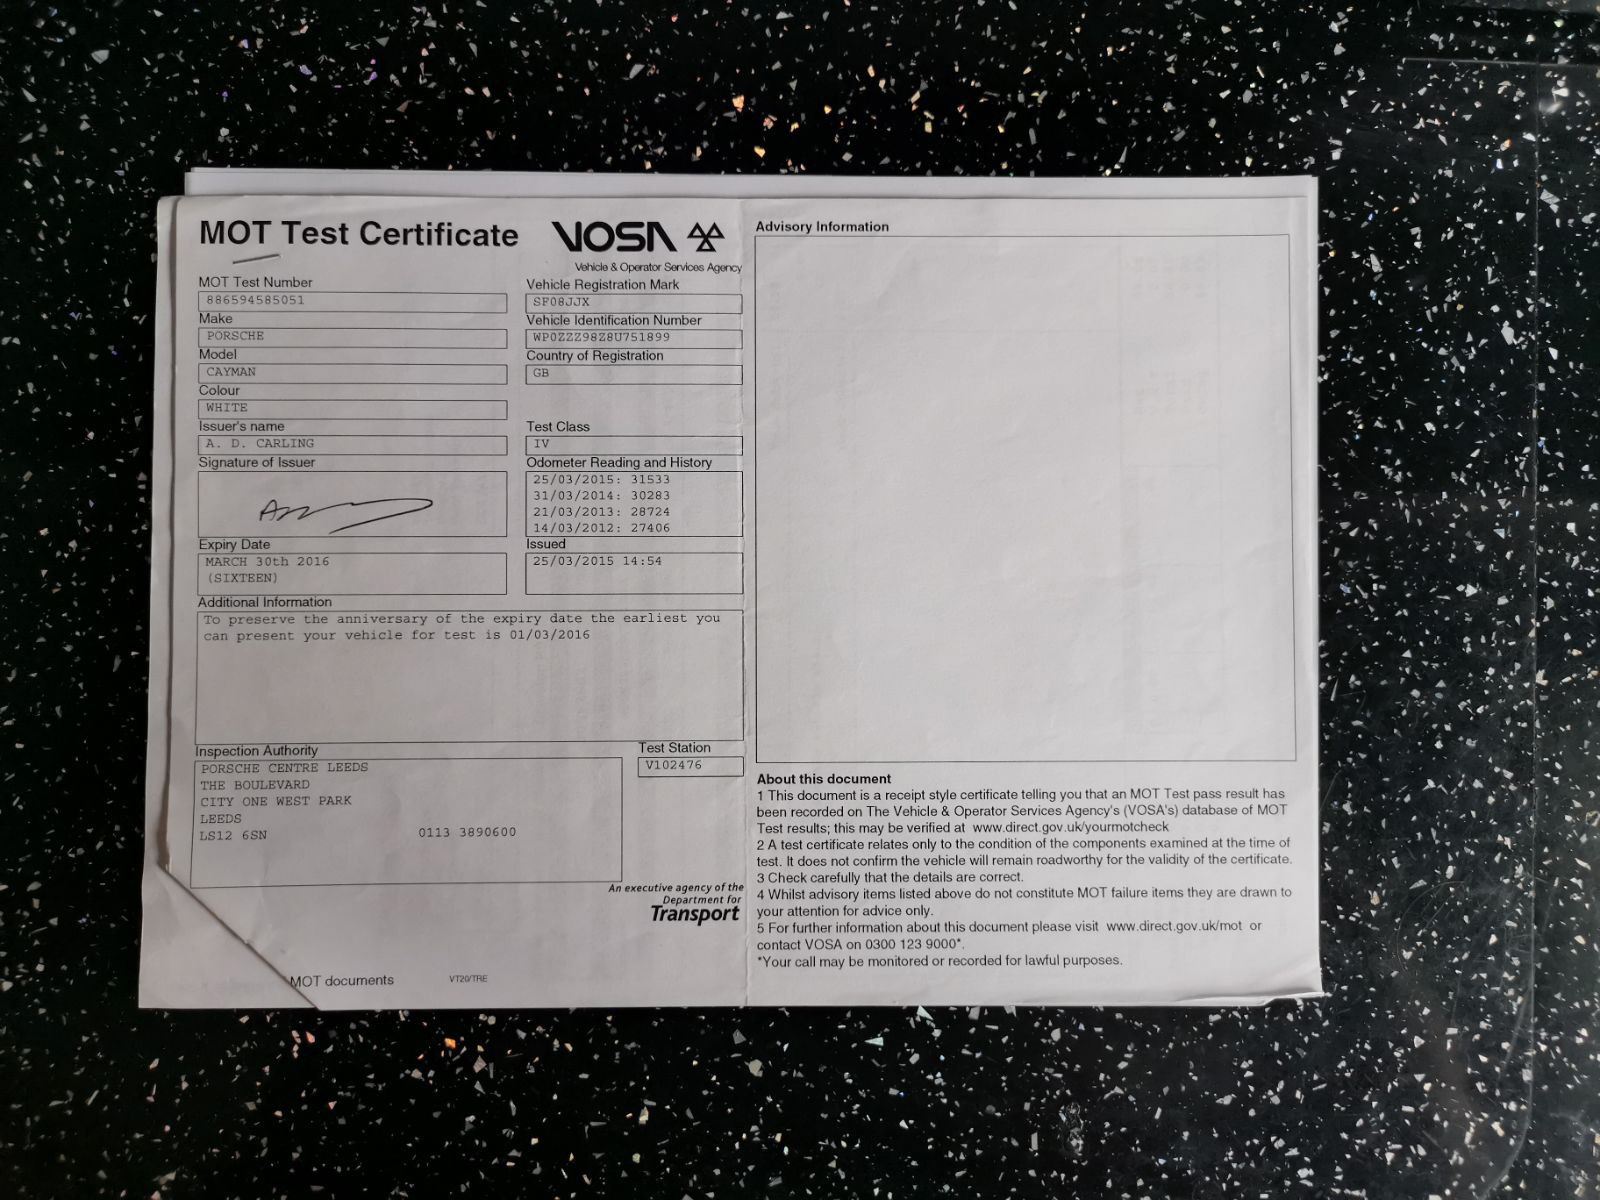 MOT Test Certificate
VOSA
Vehicle & Operator Services Agency
MOT Test Number
886594585051
Vehicle Registration Mark
SF08JJX
Make
PORSCHE
Vehicle Identification Number
WP0ZZZ98Z8U751899
Model
CAYMAN
Country of Registration
GB
Colour
WHITE
Issuer's name
A. D. CARLING
Test Class
IV
Signature of Issuer
Odometer Reading and History
25/03/2015: 31533
31/03/2014: 30283
21/03/2013: 28724
14/03/2012: 27406
Expiry Date
MARCH 30th 2016
(SIXTEEN)
Issued
25/03/2015 14:54
Additional Information
To preserve the anniversary of the expiry date the earliest you
can present your vehicle for test is 01/03/2016
Inspection Authority
PORSCHE CENTRE LEEDS
THE BOULEVARD
CITY ONE WEST PARK
LEEDS
LS12 6SN 0113 3890600
Test Station
V102476
An executive agency of the
Department for
Transport
MOT documents
VT20/TRE
Advisory Information
About this document
1 This document is a receipt style certificate telling you that an MOT Test pass result has
been recorded on The Vehicle & Operator Services Agency's (VOSA's) database of MOT
Test results; this may be verified at www.direct.gov.uk/yourmotcheck
2 A test certificate relates only to the condition of the components examined at the time of
test. It does not confirm the vehicle will remain roadworthy for the validity of the certificate.
3 Check carefully that the details are correct.
4 Whilst advisory items listed above do not constitute MOT failure items they are drawn to
your attention for advice only.
5 For further information about this document please visit www.direct.gov.uk/mot or
contact VOSA on 0300 123 9000*.
*Your call may be monitored or recorded for lawful purposes.